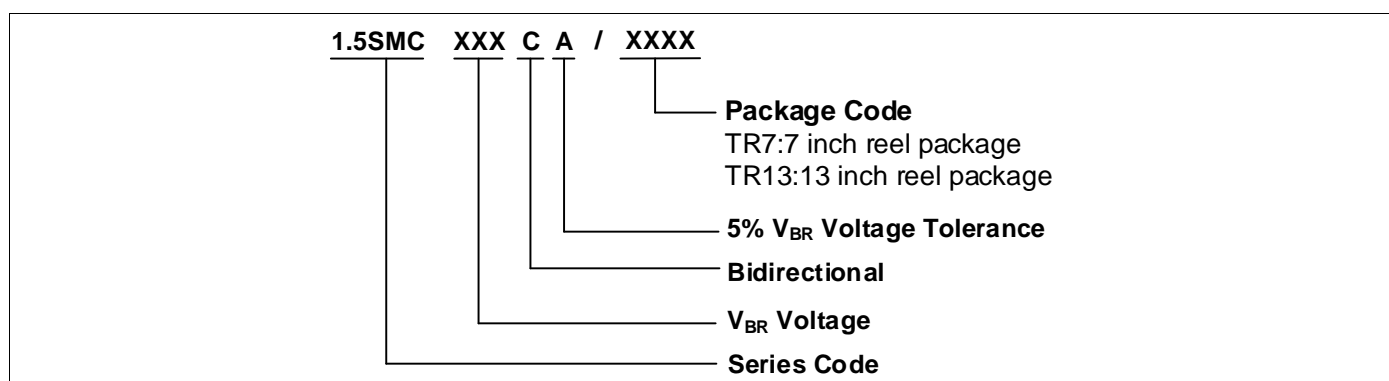 1.5SMC XXX C A / XXXX
Package Code
TR7:7 inch reel package
TR13:13 inch reel package
5% VBR Voltage Tolerance
Bidirectional
VBR Voltage
Series Code